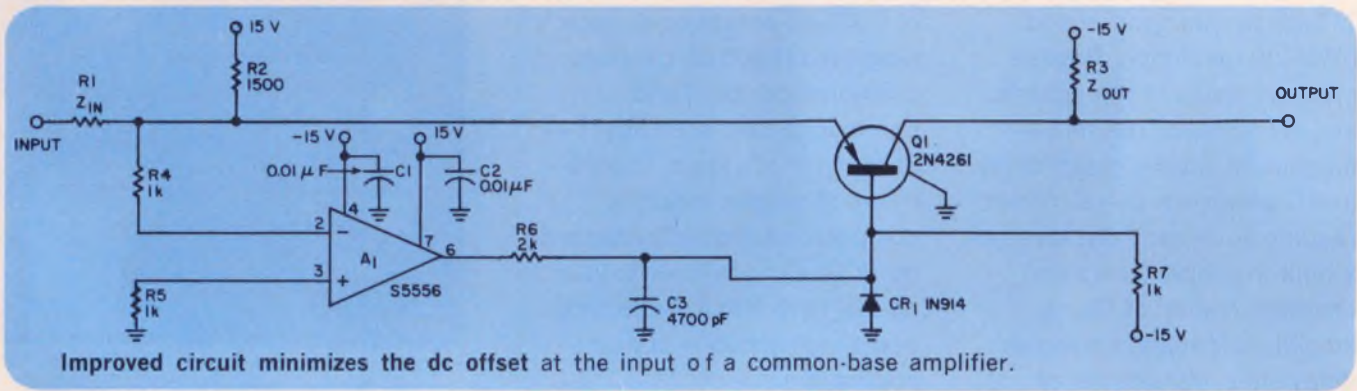 15 V
-15 V
R1
Z IN
R2
1500
R3
Z OUT
OUTPUT
INPUT
-15 V
15 V
Q1
2N4261
R4
1k
0.01 μF
C1
C2
0.01μF
4
2
-
7
R6
2k
6
A1
3
+
S5556
R5
1k
C3
4700 pF
CR1 IN914
R7
1k
-15 V
Improved circuit minimizes the dc offset at the input of a common-base amplifier.